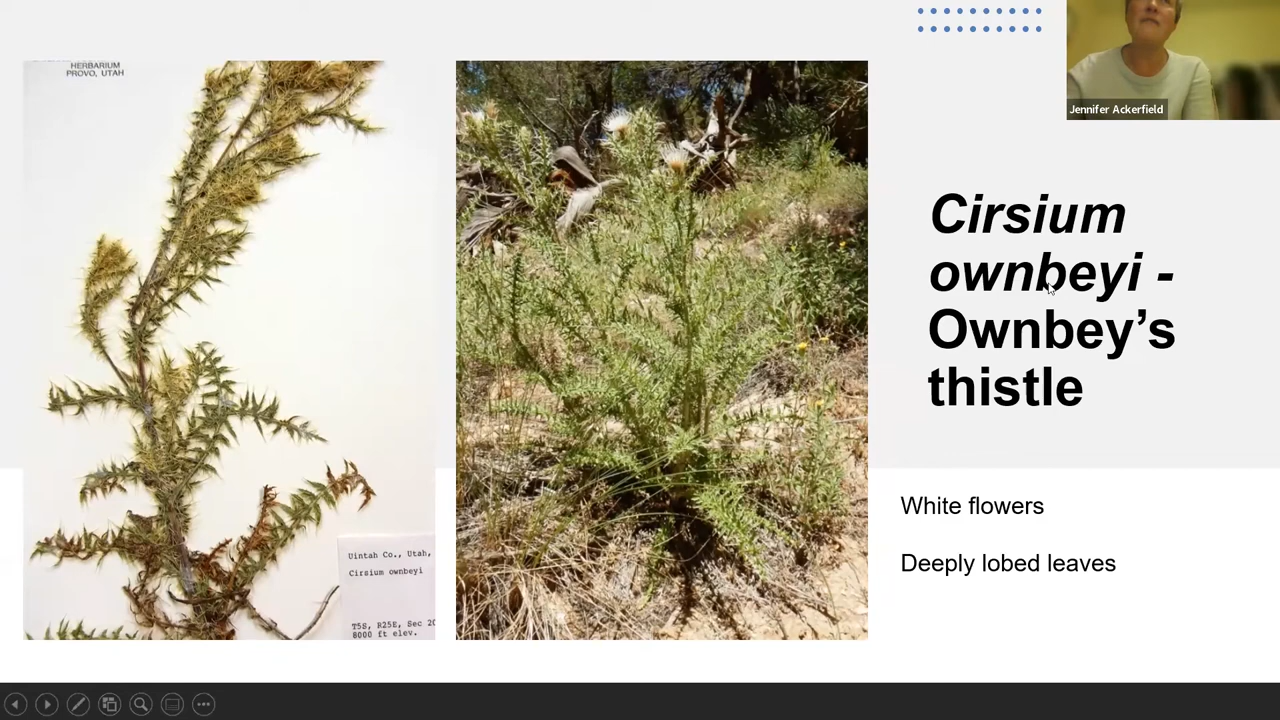 HERBARIUM
PROVO, UTAH
Jennifer Ackerfield
Cirsium
ownbeyi -
Ownbey’s
thistle
White flowers
Deeply lobed leaves
Uintah Co., Utah,
Cirsium ownbeyi
T5S, R25E, Sec 20
8000 ft elev.